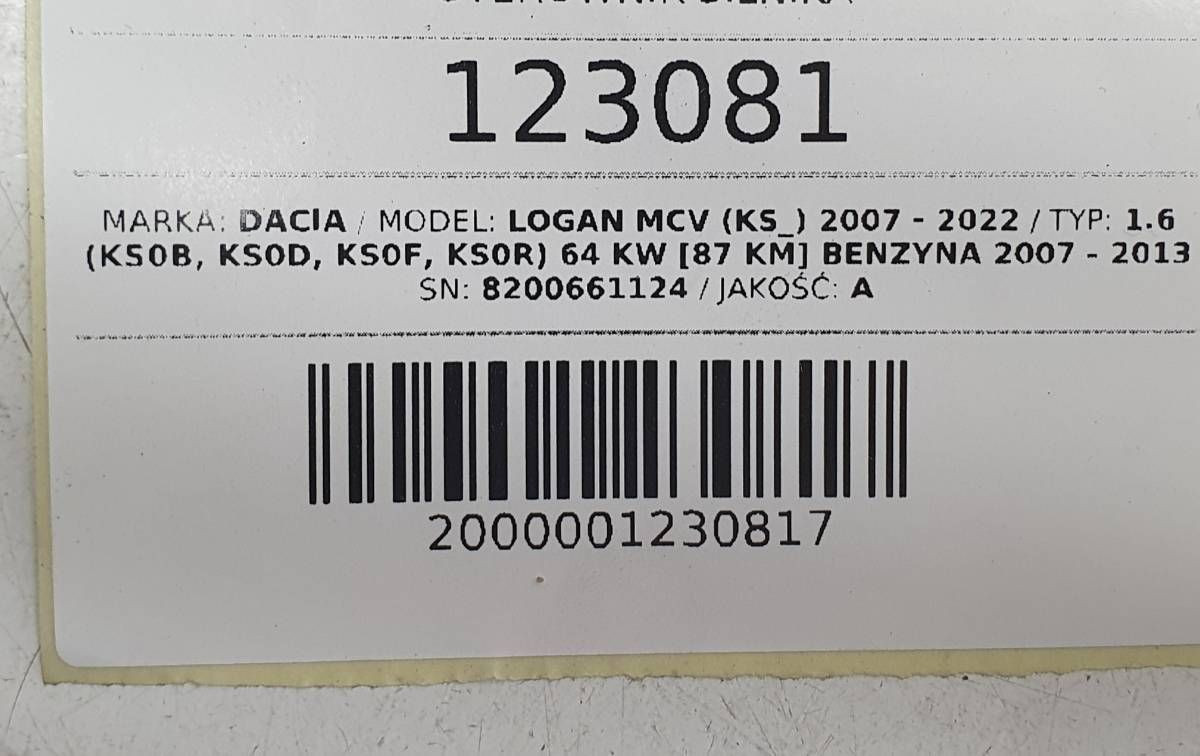 123081
MARKA: DACIA / MODEL: LOGAN MCV (KS_) 2007 - 2022 / TYP: 1.6
(KS0B, KS0D, KS0F, KS0R) 64 KW [87 KM] BENZYNA 2007 - 2013
SN: 8200661124 / JAKOŚĆ: A
2000001230817